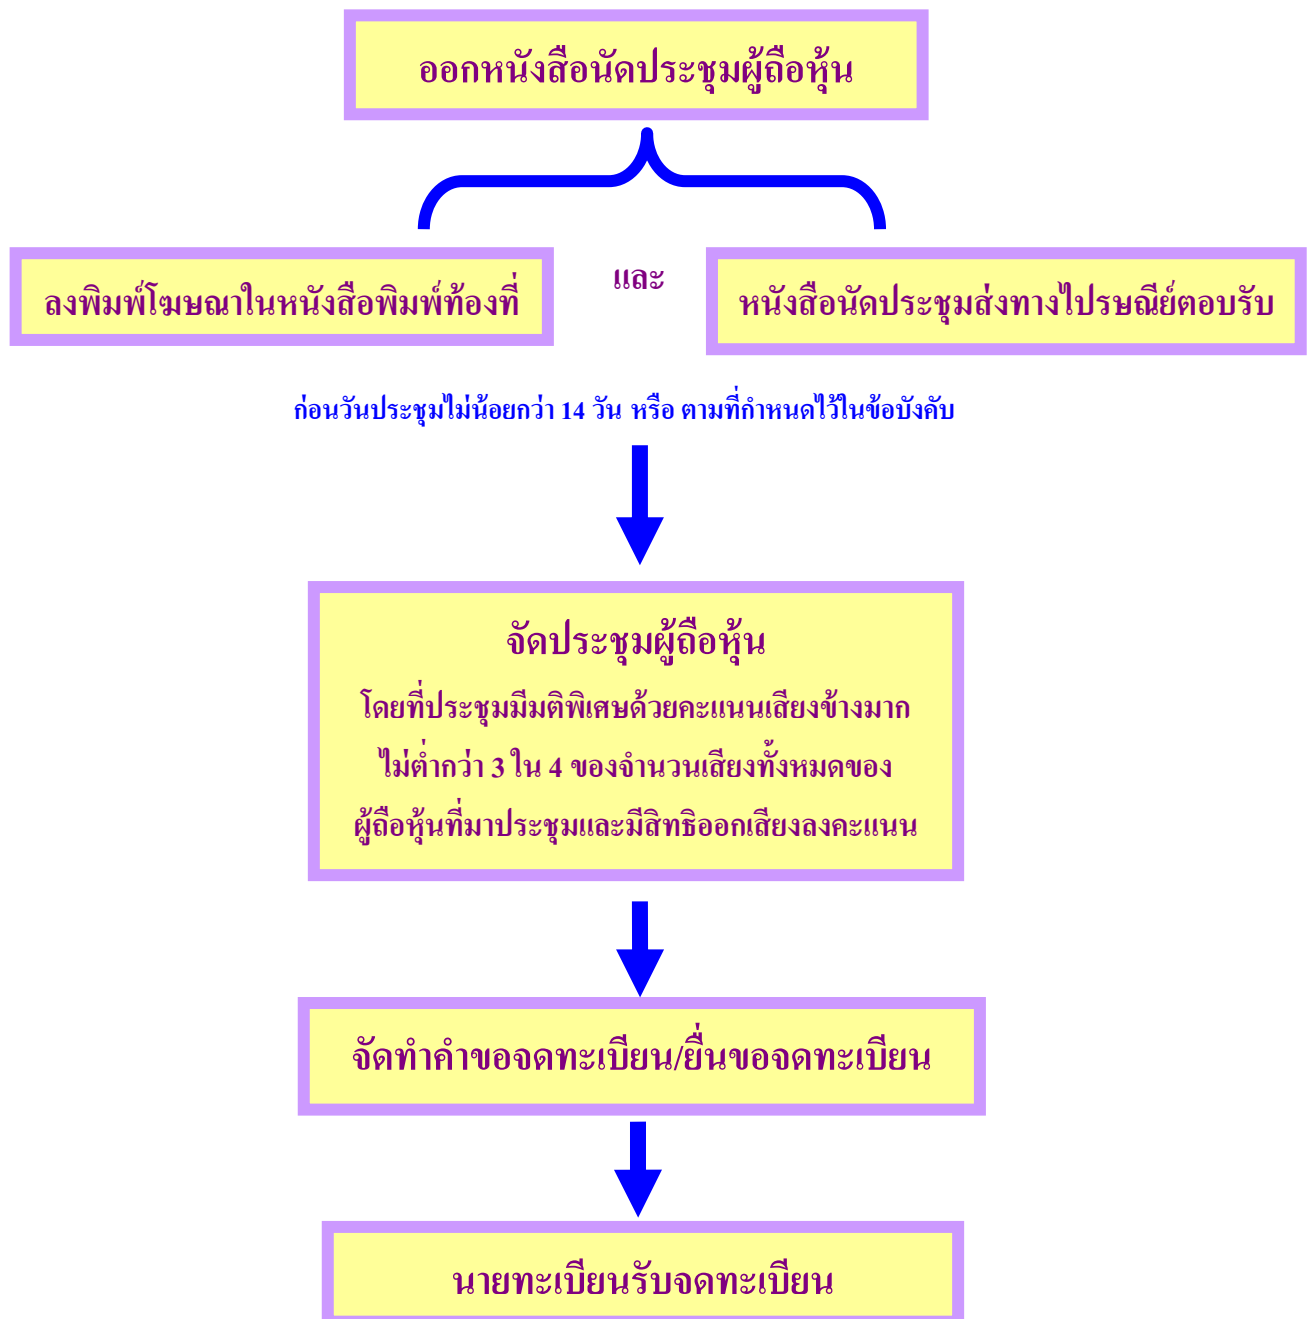 ออกหนังสือนัดประชุมผู้ถือหุ้น
ลงพิมพ์โฆษณาในหนังสือพิมพ์ท้องที่
และ
หนังสือนัดประชุมส่งทางไปรษณีย์ตอบรับ
ก่อนวันประชุมไม่น้อยกว่า 14 วัน หรือ ตามที่กำหนดไว้ในข้อบังคับ
จัดประชุมผู้ถือหุ้น
โดยที่ประชุมมีมติพิเศษด้วยคะแนนเสียงข้างมาก
ไม่ต่ำกว่า 3 ใน 4 ของจำนวนเสียงทั้งหมดของ
ผู้ถือหุ้นที่มาประชุมและมีสิทธิออกเสียงลงคะแนน
จัดทำคำขอจดทะเบียน/ยื่นขอจดทะเบียน
นายทะเบียนรับจดทะเบียน